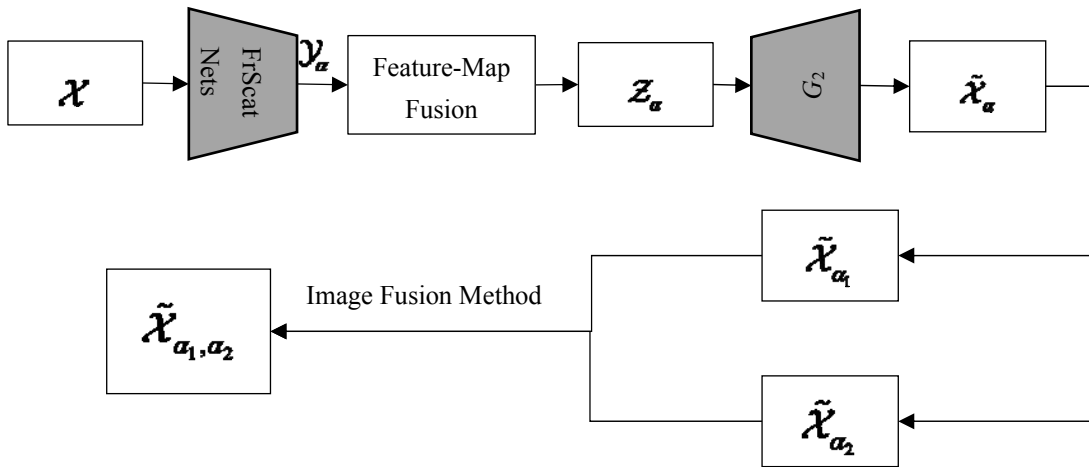 𝒳
FrScat
Nets
𝒴α
Feature-Map
Fusion
𝒵α
G₂
𝒳̃α
𝒳̃α₁
Image Fusion Method
𝒳̃α₁,α₂
𝒳̃α₂